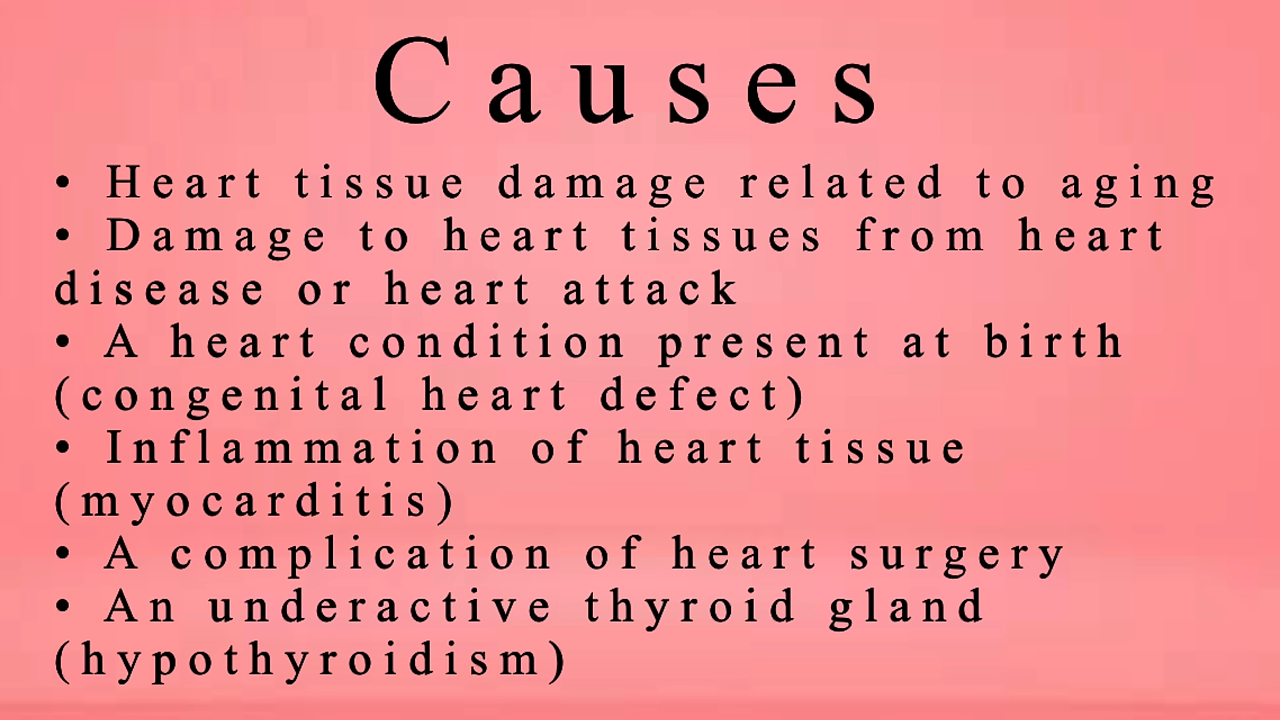 Causes
• Heart tissue damage related to aging
• Damage to heart tissues from heart
disease or heart attack
• A heart condition present at birth
(congenital heart defect)
• Inflammation of heart tissue
(myocarditis)
• A complication of heart surgery
• An underactive thyroid gland
(hypothyroidism)